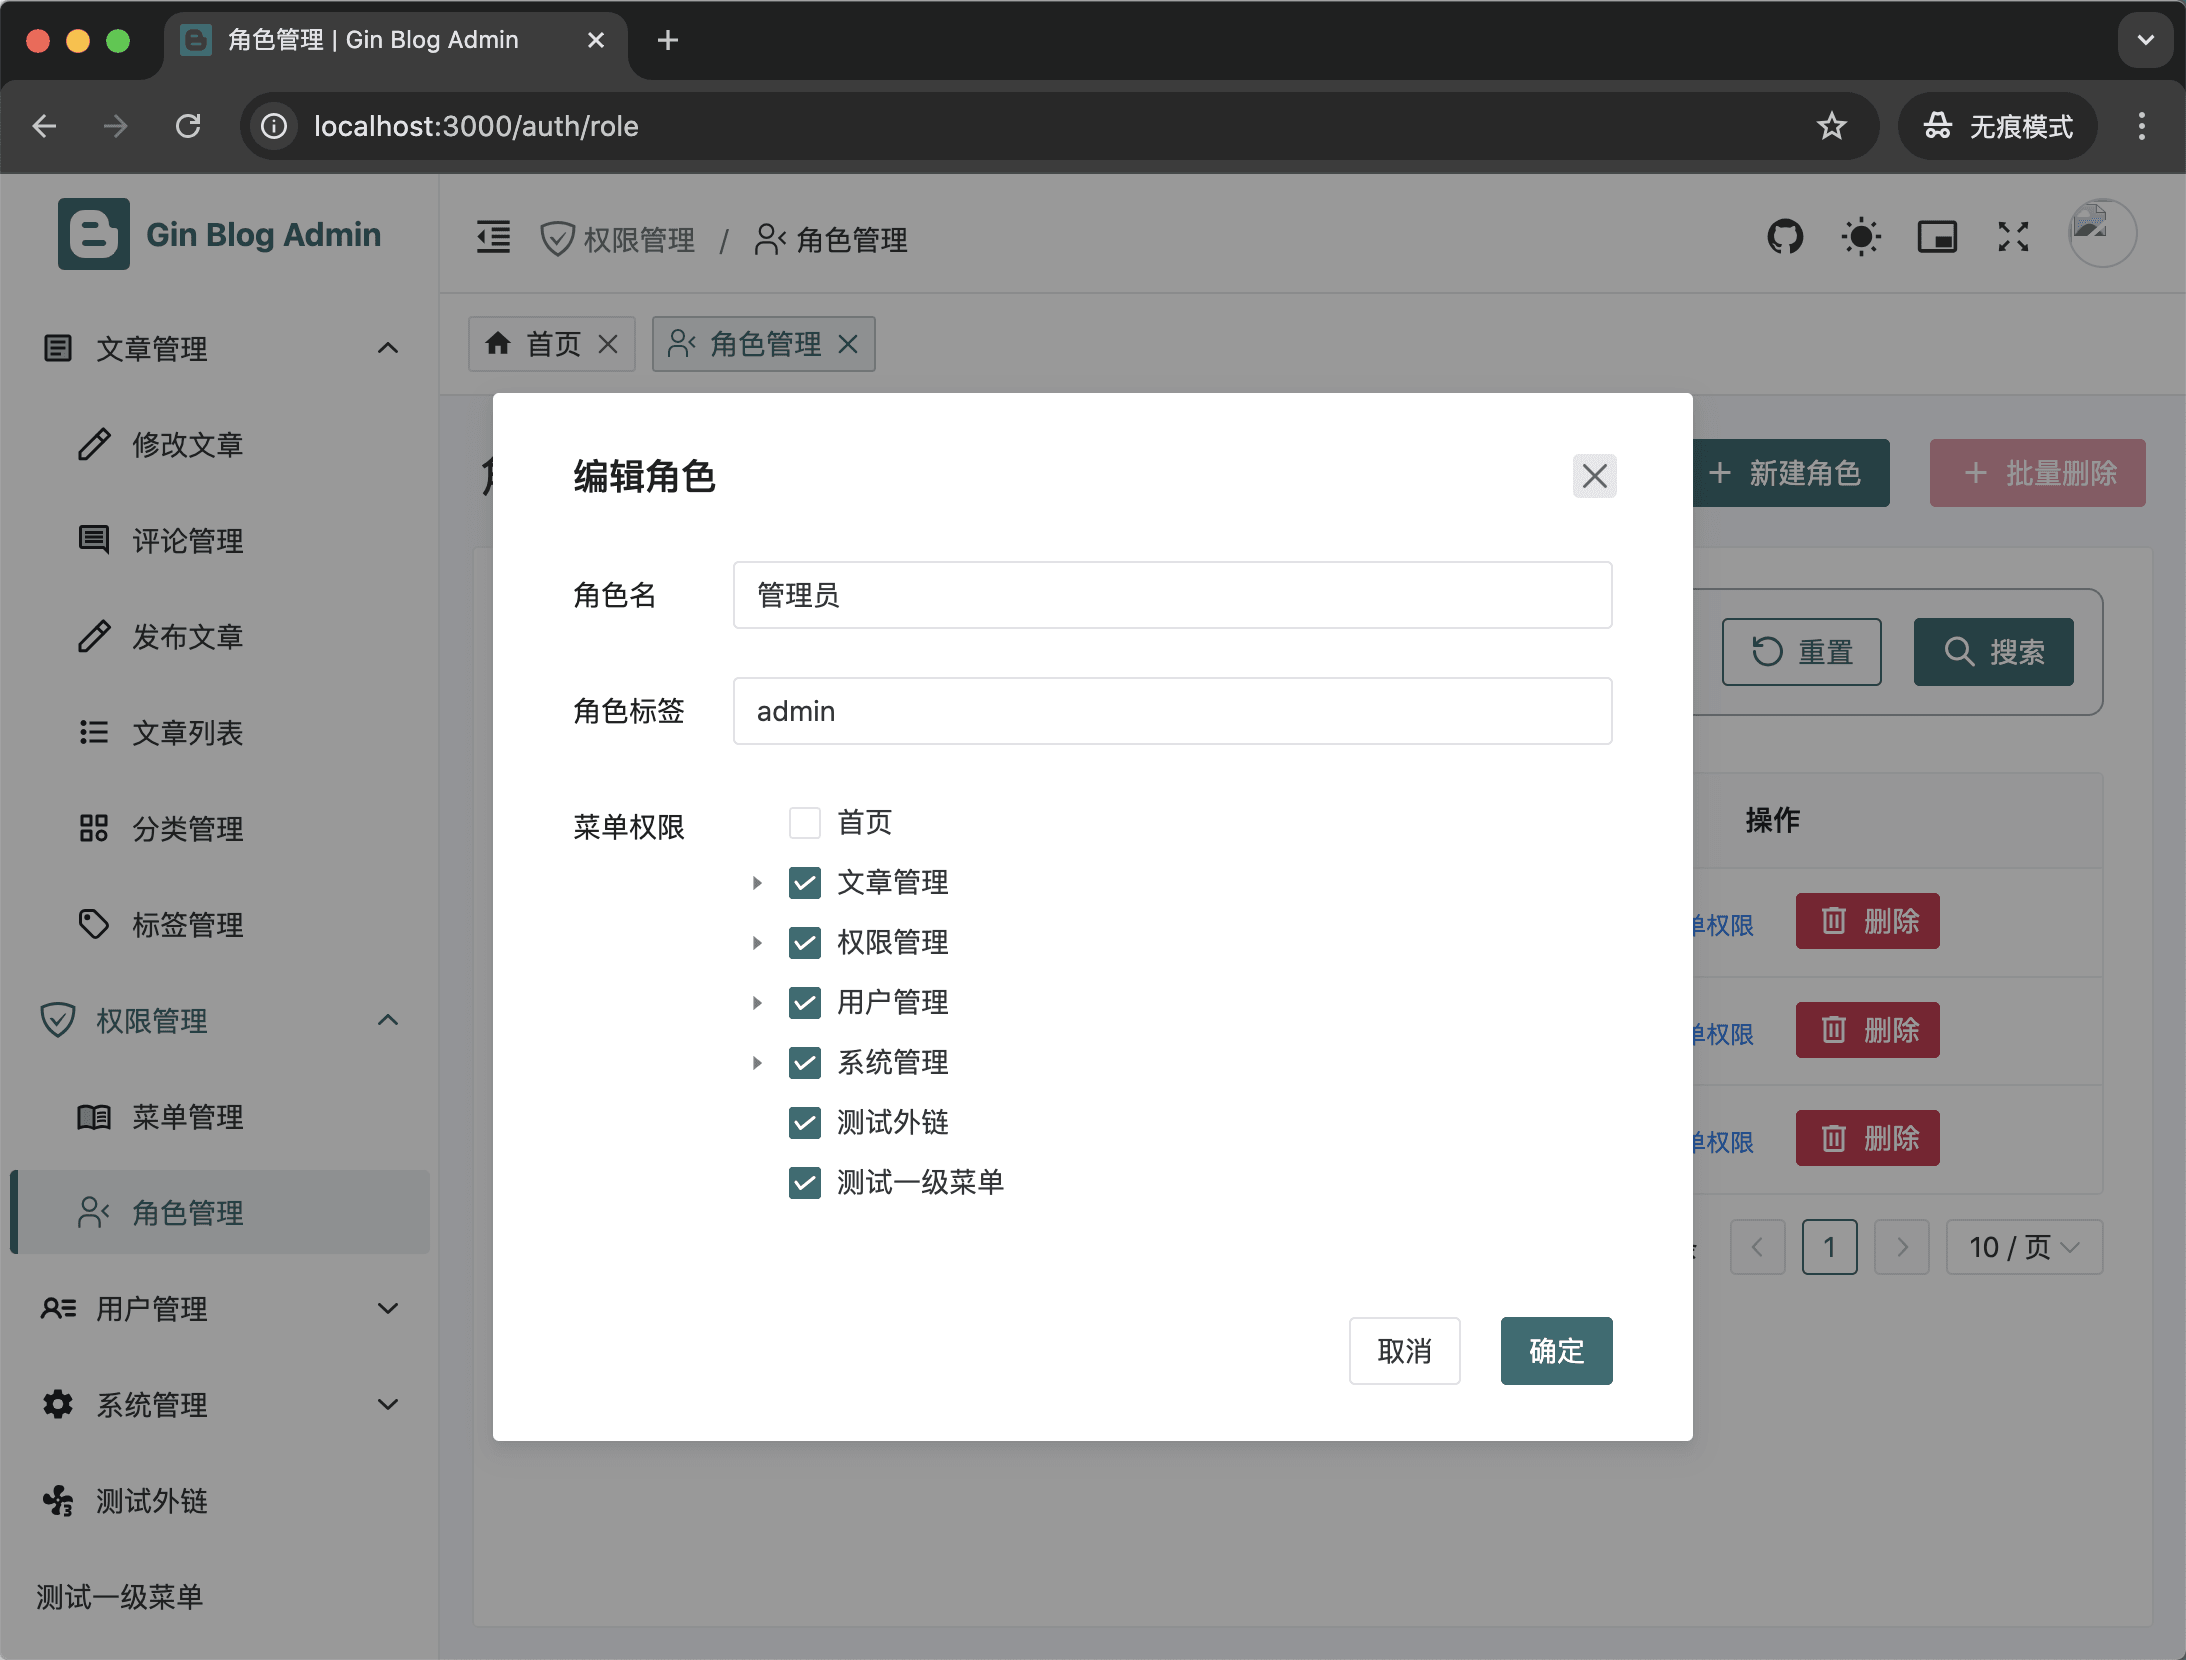 角色管理 | Gin Blog Admin
localhost:3000/auth/role
无痕模式
Gin Blog Admin
权限管理 / 角色管理
首页
角色管理
文章管理
修改文章
评论管理
发布文章
文章列表
分类管理
标签管理
权限管理
菜单管理
角色管理
用户管理
系统管理
测试外链
测试一级菜单
新建角色
批量删除
重置
搜索
操作
单权限
删除
单权限
删除
单权限
删除
1
10 / 页
编辑角色
角色名
管理员
角色标签
admin
菜单权限
首页
文章管理
权限管理
用户管理
系统管理
测试外链
测试一级菜单
取消
确定